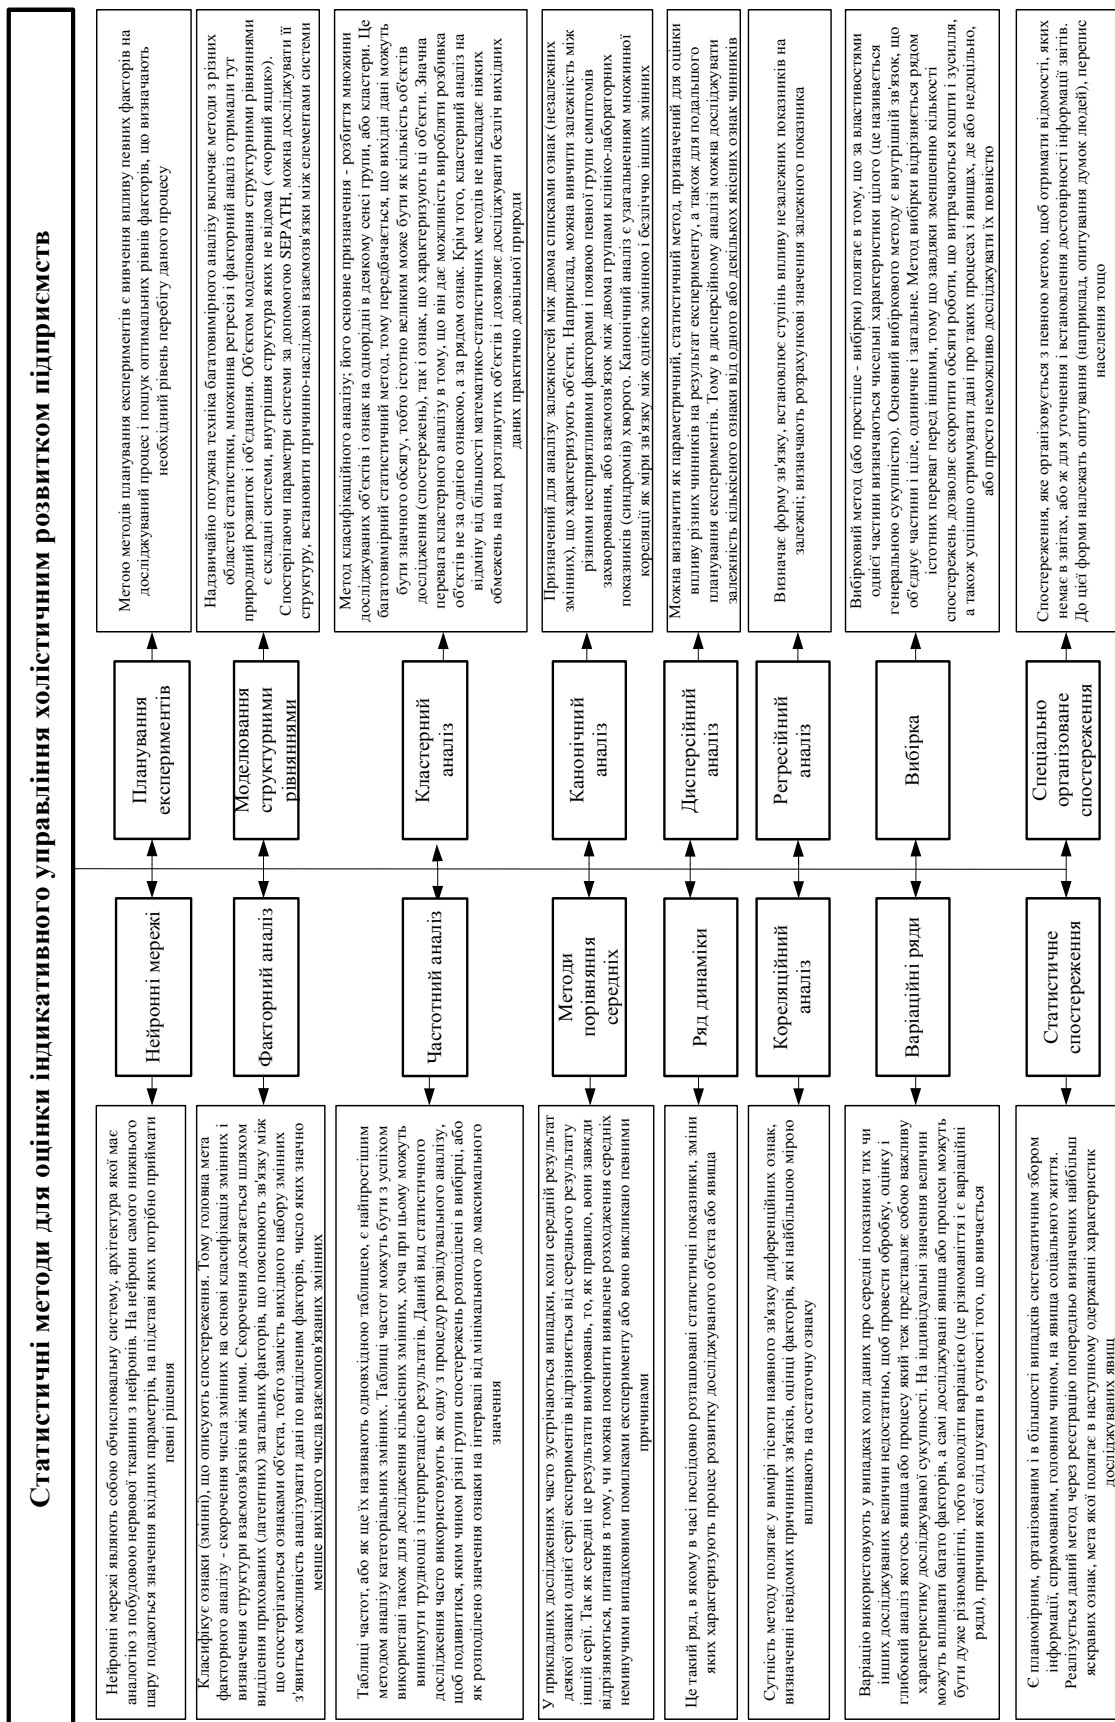 Статистичні методи для оцінки індикативного управління холістичним розвитком підприємств
Нейронні мережі являють собою обчислювальну систему, архітектура якої має
аналогію з побудовою нервової тканини з нейронів. На нейрони самого нижнього
шару подаються значення вхідних параметрів, на підставі яких потрібно приймати
певні рішення
Нейронні мережі
Планування
експериментів
Метою методів планування експериментів є вивчення впливу певних факторів на
досліджуваний процес і пошук оптимальних рівнів факторів, що визначають
необхідний рівень перебігу даного процесу
Класифікує ознаки (змінні), що описують спостереження. Тому головна мета
факторного аналізу - скорочення числа змінних на основі класифікація змінних і
визначення структури взаємозв'язків між ними. Скорочення досягається шляхом
виділення прихованих (латентних) загальних факторів, що пояснюють зв'язку між
що спостерігаються ознаками об'єкта, тобто замість вихідного набору змінних
з'явиться можливість аналізувати дані по виділеним факторів, число яких значно
менше вихідного числа взаємопов'язаних змінних
Факторний аналіз
Моделювання
структурними
рівняннями
Надзвичайно потужна техніка багатовимірного аналізу включає методи з різних
областей статистики, множинна регресія і факторний аналіз отримали тут
природний розвиток і об'єднання. Об'єктом моделювання структурними рівняннями
є складні системи, внутрішня структура яких не відома ( «чорний ящик»).
Спостерігаючи параметри системи за допомогою SEPATH, можна досліджувати її
структуру, встановити причинно-наслідкові взаємозв'язки між елементами системи
Таблиці частот, або як ще їх називають одновхідною таблицею, є найпростішим
методом аналізу категоріальних змінних. Таблиці частот можуть бути з успіхом
використані також для дослідження кількісних змінних, хоча при цьому можуть
виникнути труднощі з інтерпретацією результатів. Даний вид статистичного
дослідження часто використовують як одну з процедур розвідувального аналізу,
щоб подивитися, яким чином різні групи спостережень розподілені в вибірці, або
як розподілено значення ознаки на інтервалі від мінімального до максимального
значення
Частотний аналіз
Кластерний
аналіз
Метод класифікаційного аналізу; його основне призначення - розбиття множини
досліджуваних об'єктів і ознак на однорідні в деякому сенсі групи, або кластери. Це
багатовимірний статистичний метод, тому передбачається, що вихідні дані можуть
бути значного обсягу, тобто істотно великим може бути як кількість об'єктів
дослідження (спостережень), так і ознак, що характеризують ці об'єкти. Значна
перевага кластерного аналізу в тому, що він дає можливість виробляти розбивка
об'єктів не за однією ознакою, а за рядом ознак. Крім того, кластерний аналіз на
відміну від більшості математико-статистичних методів не накладає ніяких
обмежень на вид розглянутих об'єктів і дозволяє досліджувати безліч вихідних
даних практично довільної природи
У прикладних дослідженнях часто зустрічаються випадки, коли середній результат
деякої ознаки однієї серії експериментів відрізняється від середнього результату
іншій серії. Так як середні це результати вимірювань, то, як правило, вони завжди
відрізняються, питання в тому, чи можна пояснити виявлене розходження середніх
неминучими випадковими помилками експерименту або воно викликано певними
причинами
Методи
порівняння
середніх
Канонічний
аналіз
Призначений для аналізу залежностей між двома списками ознак (незалежних
змінних), що характеризують об'єкти. Наприклад, можна вивчити залежність між
різними несприятливими факторами і появою певної групи симптомів
захворювання, або взаємозв'язок між двома групами клініко-лабораторних
показників (синдромів) хворого. Канонічний аналіз є узагальненням множинної
кореляції як міри зв'язку між однією змінною і безліччю інших змінних
Це такий ряд, в якому в часі послідовно розташовані статистичні показники, зміни
яких характеризують процес розвитку досліджуваного об'єкта або явища
Ряд динаміки
Дисперсійний
аналіз
Можна визначити як параметричний, статистичний метод, призначений для оцінки
впливу різних чинників на результат експерименту, а також для подальшого
планування експериментів. Тому в дисперсійному аналізі можна досліджувати
залежність кількісного ознаки від одного або декількох якісних ознак чинників
Сутність методу полягає у вимірі тісноти наявного зв'язку диференційних ознак,
визначенні невідомих причинних зв'язків, оцінці факторів, які найбільшою мірою
впливають на остаточну ознаку
Кореляційний
аналіз
Регресійний
аналіз
Визначає форму зв'язку, встановлює ступінь впливу незалежних показників на
залежні; визначають розрахункові значення залежного показника
Варіацію використовують у випадках коли даних про середні показники тих чи
інших досліджуваних величин недостатньо, щоб провести обробку, оцінку і
глибокий аналіз якогось явища або процесу який теж представляє собою важливу
характеристику досліджуваної сукупності. На індивідуальні значення величин
можуть впливати багато факторів, а самі досліджувані явища або процеси можуть
бути дуже різноманітні, тобто володіти варіацією (це різноманіття і є варіаційні
ряди), причини якої слід шукати в сутності того, що вивчається
Варіаційні ряди
Вибірка
Вибірковий метод (або простіше - вибірки) полягає в тому, що за властивостями
однієї частини визначаються чисельні характеристики цілого (це називається
генеральною сукупністю). Основний вибіркового методу є внутрішній зв'язок, що
об'єднує частини і ціле, одиничне і загальне. Метод вибірки відрізняється рядом
істотних переваг перед іншими, тому що завдяки зменшенню кількості
спостережень дозволяє скоротити обсяги роботи, що витрачаються кошти і зусилля,
а також успішно отримувати дані про таких процесах і явищах, де або недоцільно,
або просто неможливо досліджувати їх повністю
Є планомірним, організованим і в більшості випадків систематичним збором
інформації, спрямованим, головним чином, на явища соціального життя.
Реалізується даний метод через реєстрацію попередньо визначених найбільш
яскравих ознак, мета якої полягає в наступному одержанні характеристик
досліджуваних явищ
Статистичне
спостереження
Спеціально
організоване
спостереження
Спостереження, яке організовується з певною метою, щоб отримати відомості, яких
немає в звітах, або ж для уточнення і встановлення достовірності інформації звітів.
До цієї форми належать опитування (наприклад, опитування думок людей), перепис
населення тощо